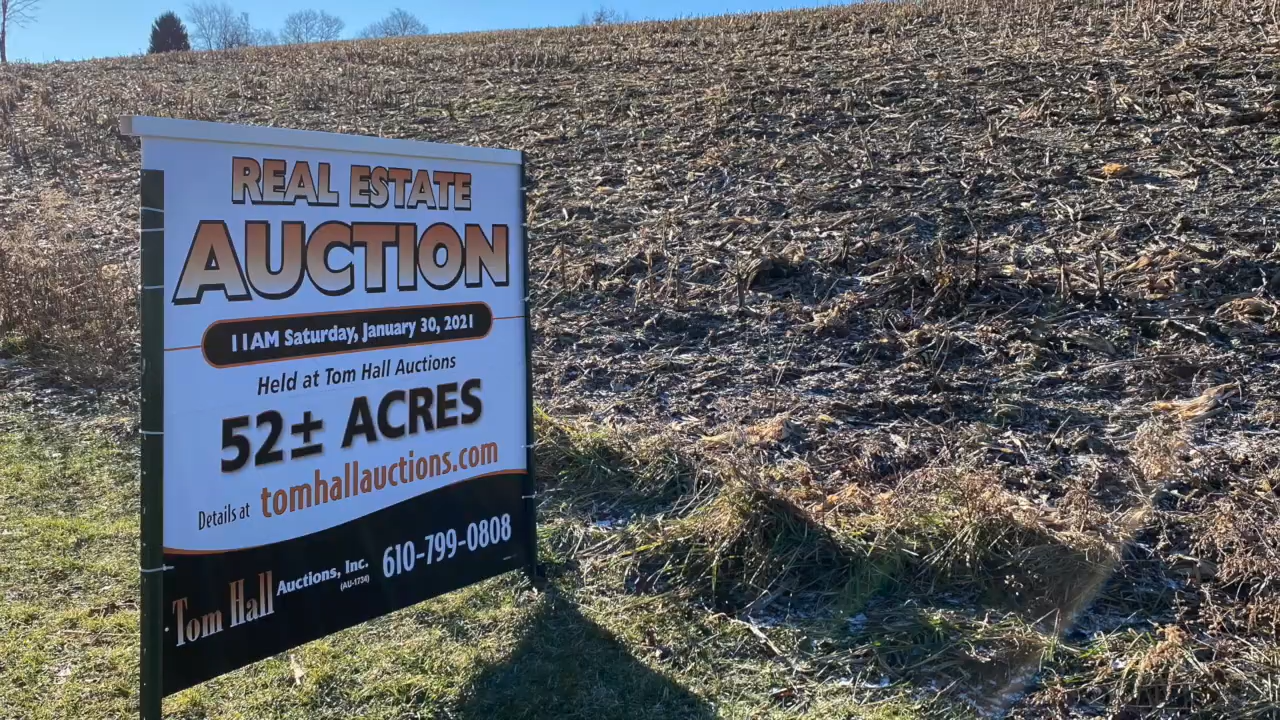 REAL ESTATE
AUCTION
11AM Saturday, January 30, 2021
Held at Tom Hall Auctions
52± ACRES
Details at tomhallauctions.com
Tom Hall Auctions, Inc. 610-799-0808
(AU-1734)